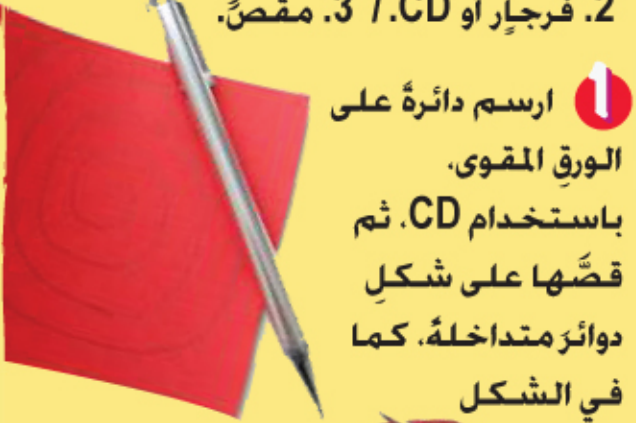 2. فرجارٍ أو CD. / 3. مقصٌّ.
1 ارسم دائرةً على
الورقِ المقوى،
باستخدام CD، ثم
قصَّها على شكلِ
دوائرَ متداخلةً، كما
في الشكل